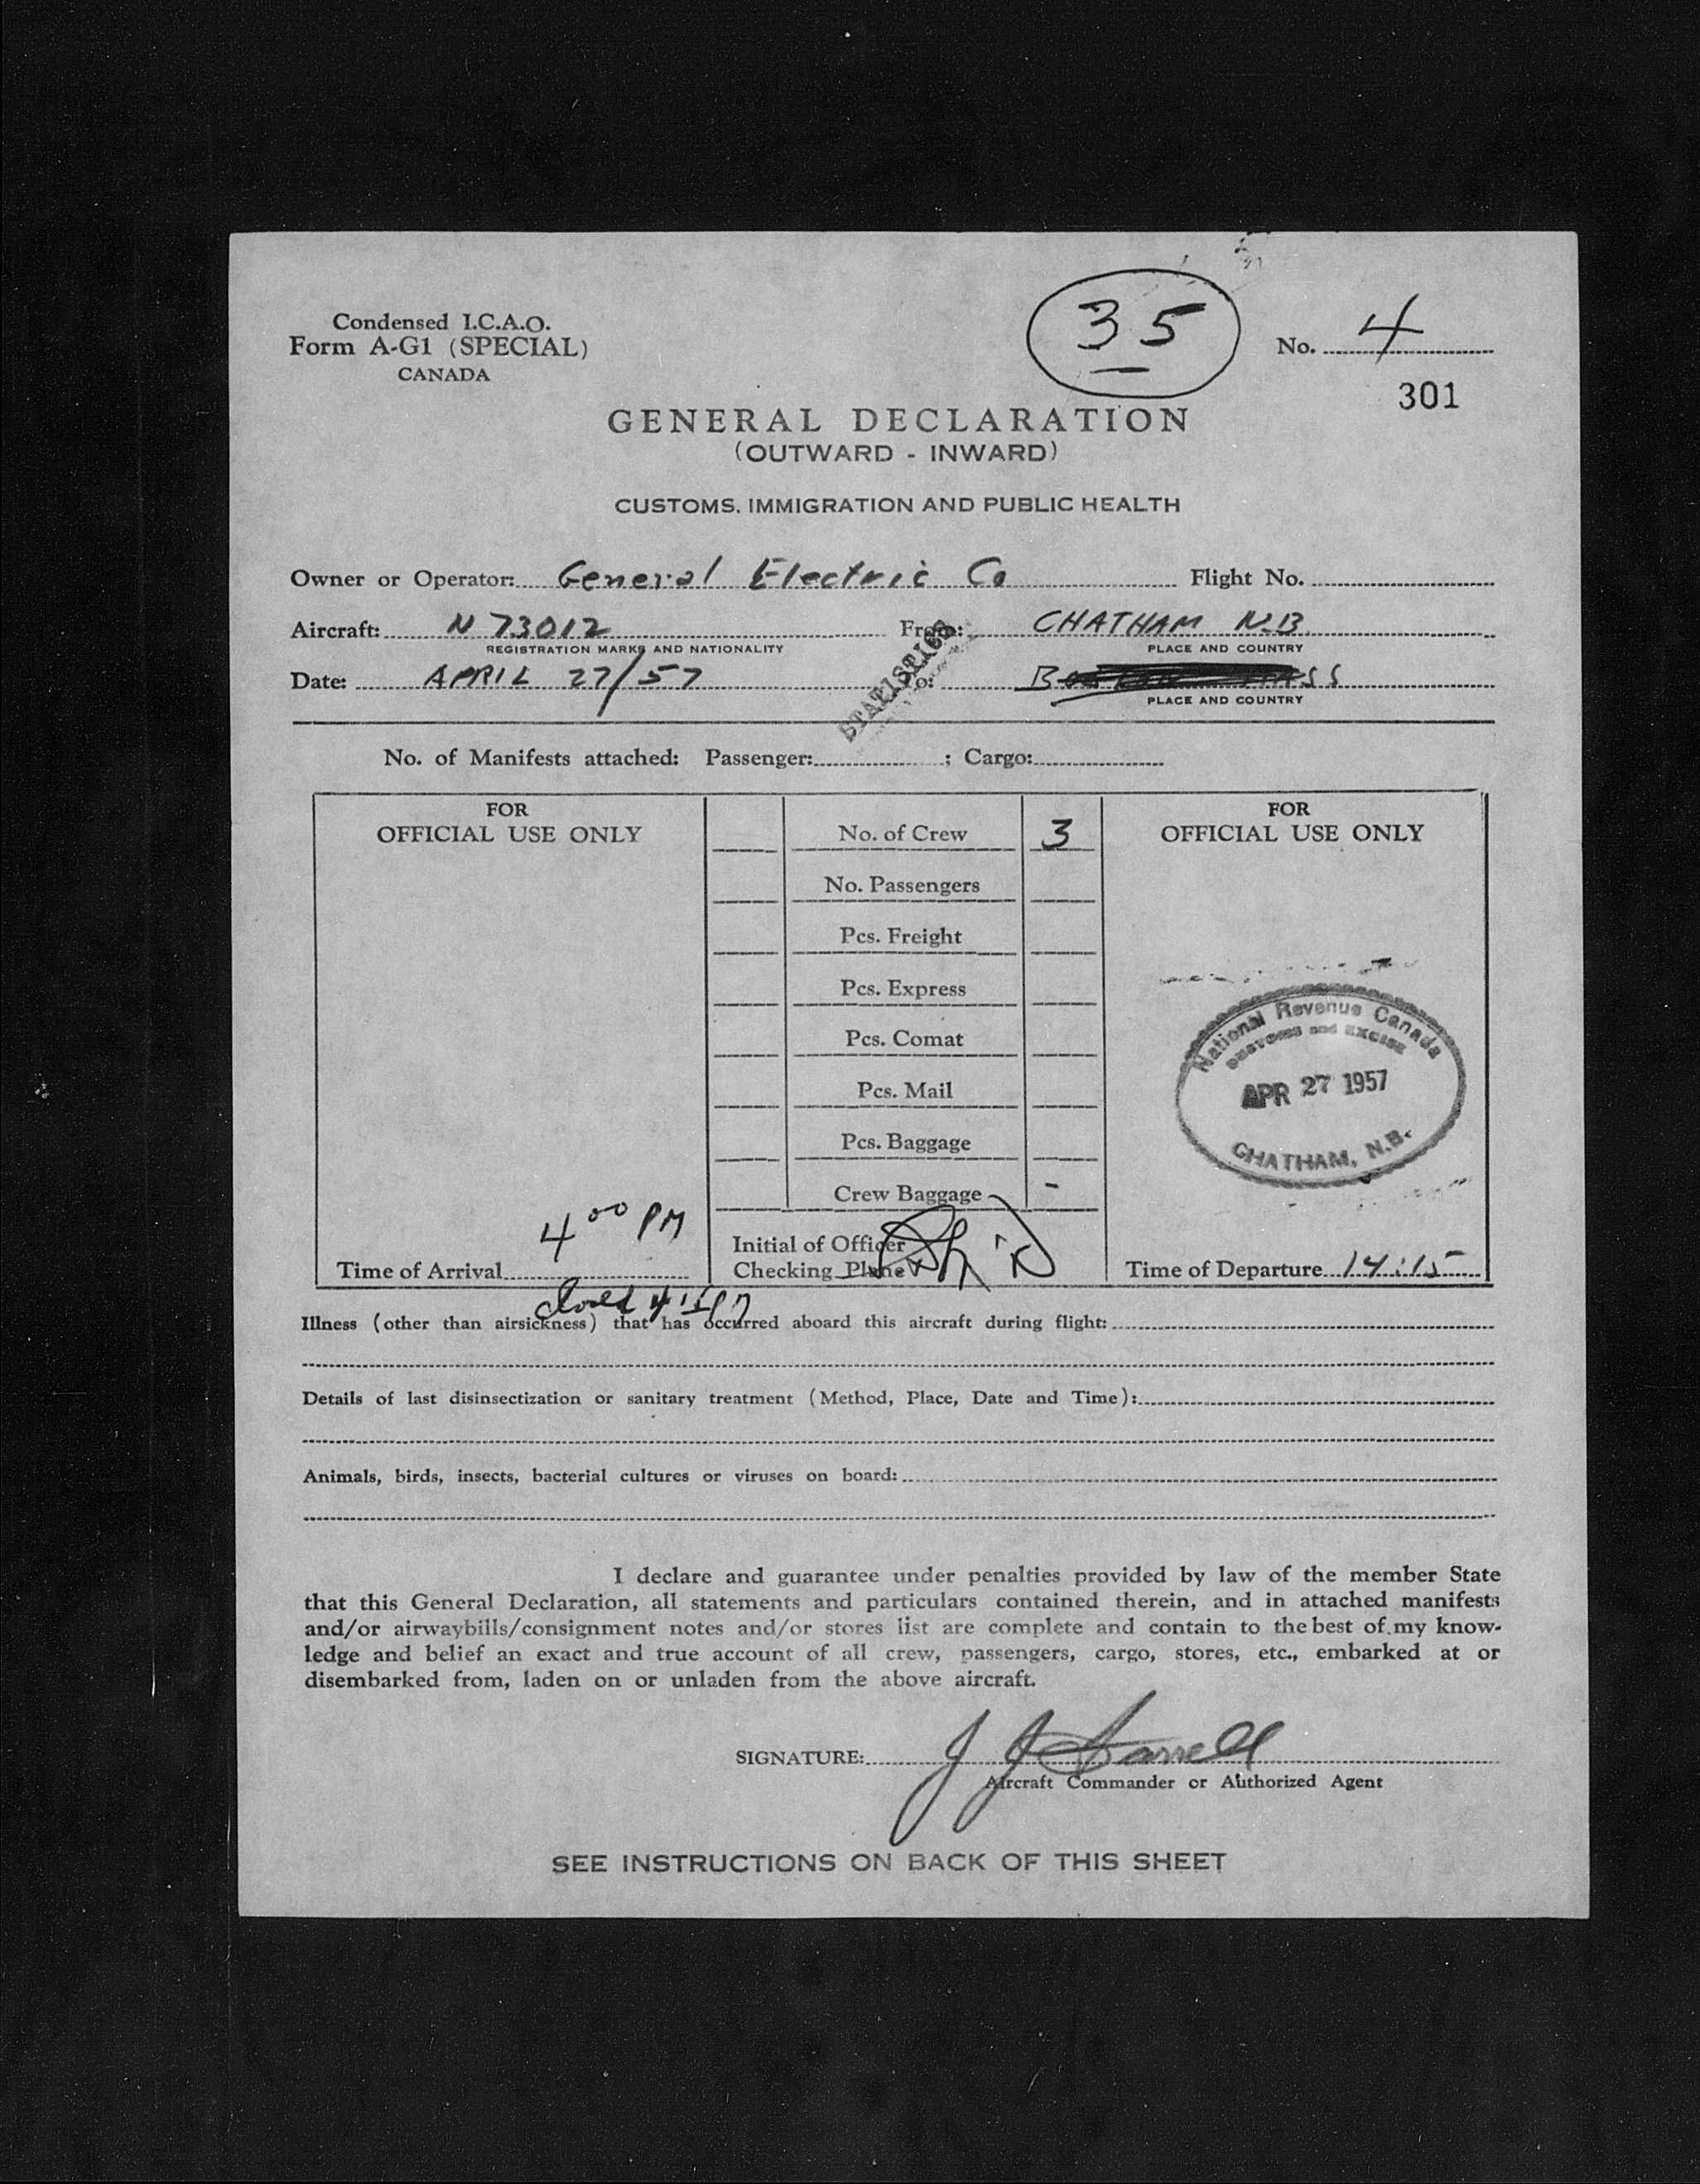 Condensed I.C.A.O.
Form A-G1 (SPECIAL)
CANADA
35
No. 4
301
GENERAL DECLARATION
(OUTWARD - INWARD)
CUSTOMS, IMMIGRATION AND PUBLIC HEALTH
Owner or Operator: General Electric Co Flight No.
Aircraft: N 73012 From: CHATHAM N.B.
REGISTRATION MARKS AND NATIONALITY PLACE AND COUNTRY
STATISTICS
Date: APRIL 27/57 To: BOSTON MASS
PLACE AND COUNTRY
No. of Manifests attached: Passenger: ; Cargo:
FOR
OFFICIAL USE ONLY
No. of Crew 3
No. Passengers
Pcs. Freight
Pcs. Express
Pcs. Comat
Pcs. Mail
Pcs. Baggage
Crew Baggage -
Initial of Officer
Checking Plane
4 00 PM
Time of Arrival
closed 4 15 PM
FOR
OFFICIAL USE ONLY
National Revenue Canada
CUSTOMS and EXCISE
APR 27 1957
CHATHAM, N.B.
Time of Departure 14:15
Illness (other than airsickness) that has occurred aboard this aircraft during flight:
Details of last disinsectization or sanitary treatment (Method, Place, Date and Time):
Animals, birds, insects, bacterial cultures or viruses on board:
I declare and guarantee under penalties provided by law of the member State
that this General Declaration, all statements and particulars contained therein, and in attached manifests
and/or airwaybills/consignment notes and/or stores list are complete and contain to the best of my know-
ledge and belief an exact and true account of all crew, passengers, cargo, stores, etc., embarked at or
disembarked from, laden on or unladen from the above aircraft.
SIGNATURE: J J
Aircraft Commander or Authorized Agent
SEE INSTRUCTIONS ON BACK OF THIS SHEET